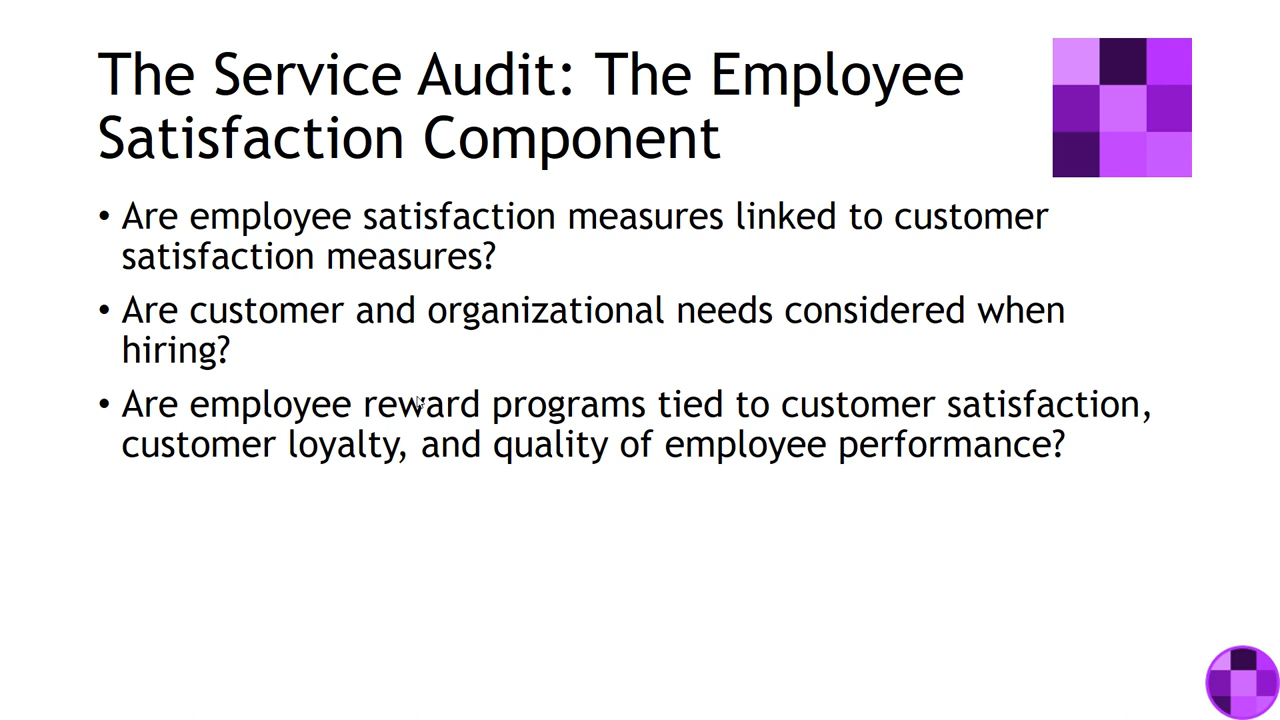 The Service Audit: The Employee
Satisfaction Component
• Are employee satisfaction measures linked to customer
satisfaction measures?
• Are customer and organizational needs considered when
hiring?
• Are employee reward programs tied to customer satisfaction,
customer loyalty, and quality of employee performance?